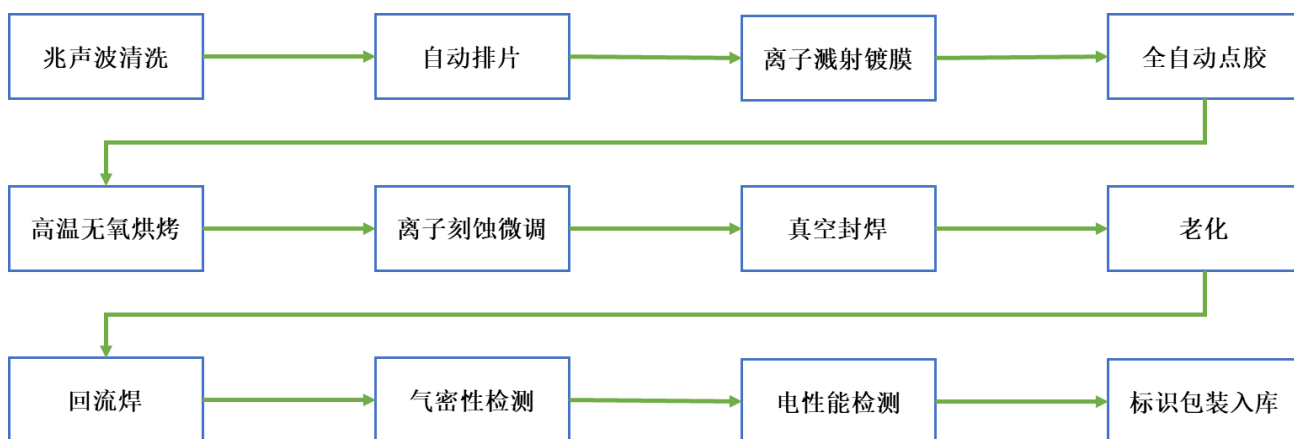 兆声波清洗
自动排片
离子溅射镀膜
全自动点胶
高温无氧烘烤
离子刻蚀微调
真空封焊
老化
回流焊
气密性检测
电性能检测
标识包装入库